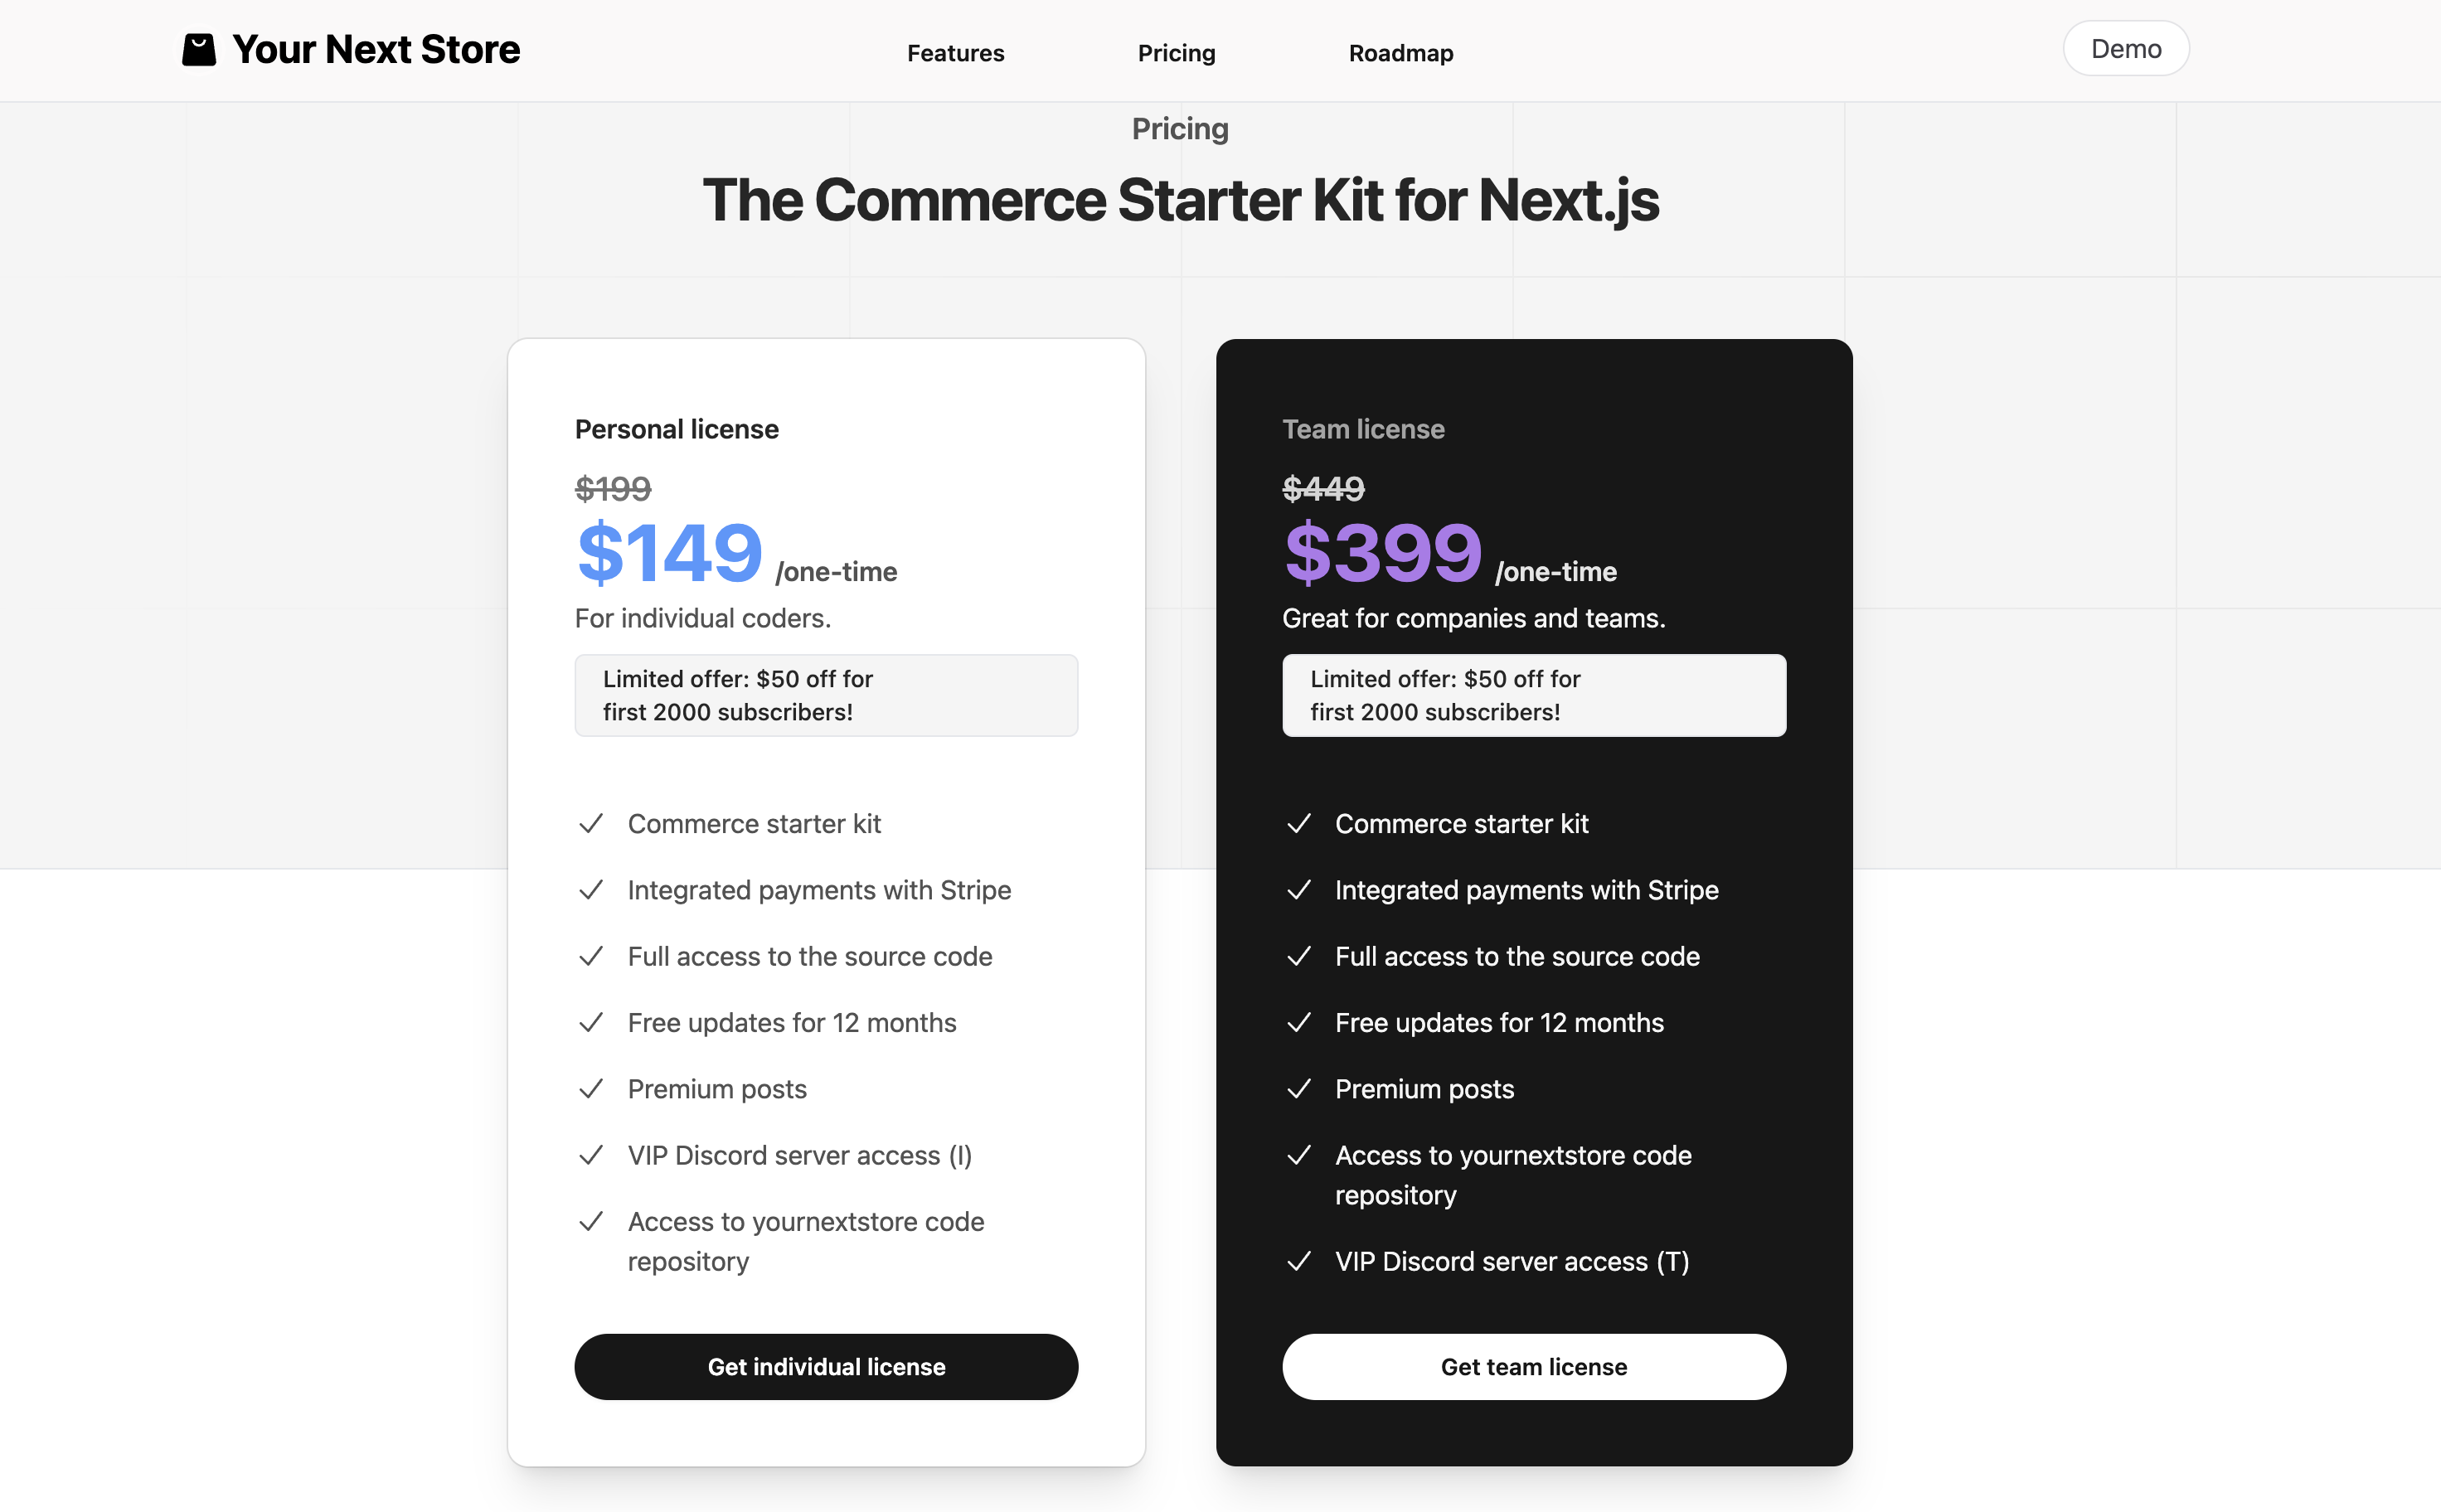 Your Next Store
Features
Pricing
Roadmap
Demo
Pricing
The Commerce Starter Kit for Next.js
Personal license
$199
$149 /one-time
For individual coders.
Limited offer: $50 off for
first 2000 subscribers!
Commerce starter kit
Integrated payments with Stripe
Full access to the source code
Free updates for 12 months
Premium posts
VIP Discord server access (I)
Access to yournextstore code
repository
Get individual license
Team license
$449
$399 /one-time
Great for companies and teams.
Limited offer: $50 off for
first 2000 subscribers!
Commerce starter kit
Integrated payments with Stripe
Full access to the source code
Free updates for 12 months
Premium posts
Access to yournextstore code
repository
VIP Discord server access (T)
Get team license